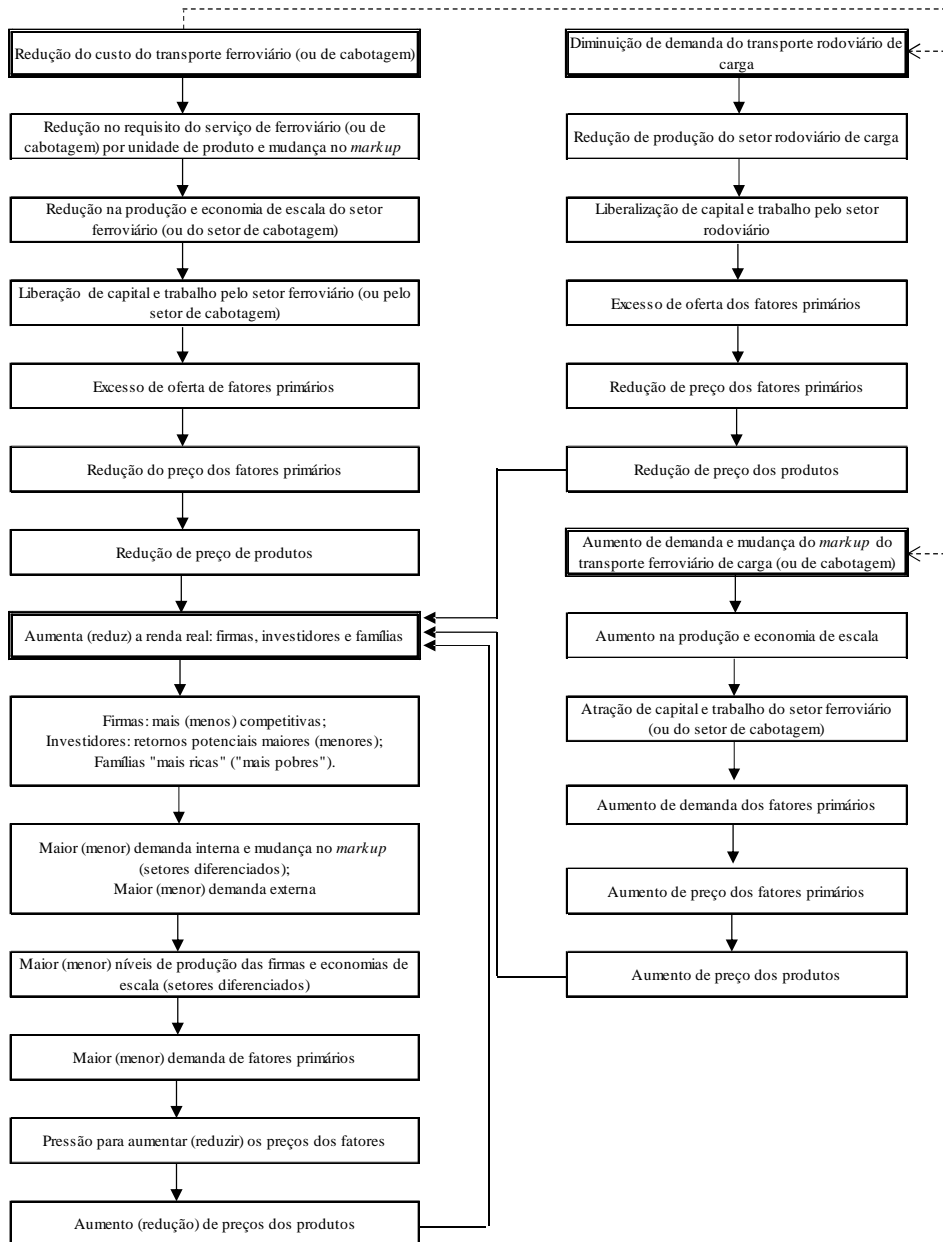 Redução do custo do transporte ferroviário (ou de cabotagem)
Redução no requisito do serviço de ferroviário (ou de
cabotagem) por unidade de produto e mudança no markup
Redução na produção e economia de escala do setor
ferroviário (ou do setor de cabotagem)
Liberação de capital e trabalho pelo setor ferroviário (ou pelo
setor de cabotagem)
Excesso de oferta de fatores primários
Redução do preço dos fatores primários
Redução de preço de produtos
Aumenta (reduz) a renda real: firmas, investidores e famílias
Firmas: mais (menos) competitivas;
Investidores: retornos potenciais maiores (menores);
Famílias "mais ricas" ("mais pobres").
Maior (menor) demanda interna e mudança no markup
(setores diferenciados);
Maior (menor) demanda externa
Maior (menor) níveis de produção das firmas e economias de
escala (setores diferenciados)
Maior (menor) demanda de fatores primários
Pressão para aumentar (reduzir) os preços dos fatores
Aumento (redução) de preços dos produtos
Diminuição de demanda do transporte rodoviário de
carga
Redução de produção do setor rodoviário de carga
Liberalização de capital e trabalho pelo setor
rodoviário
Excesso de oferta dos fatores primários
Redução de preço dos fatores primários
Redução de preço dos produtos
Aumento de demanda e mudança do markup do
transporte ferroviário de carga (ou de cabotagem)
Aumento na produção e economia de escala
Atração de capital e trabalho do setor ferroviário
(ou do setor de cabotagem)
Aumento de demanda dos fatores primários
Aumento de preço dos fatores primários
Aumento de preço dos produtos